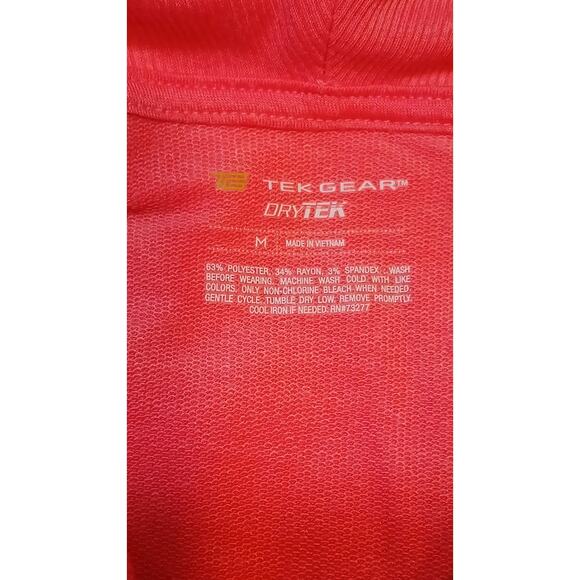 TEK GEAR™
DRYTEK
M MADE IN VIETNAM
63% POLYESTER, 34% RAYON, 3% SPANDEX. WASH
BEFORE WEARING. MACHINE WASH COLD WITH LIKE
COLORS. ONLY NON-CHLORINE BLEACH WHEN NEEDED.
GENTLE CYCLE. TUMBLE DRY LOW. REMOVE PROMPTLY.
COOL IRON IF NEEDED. RN#73277